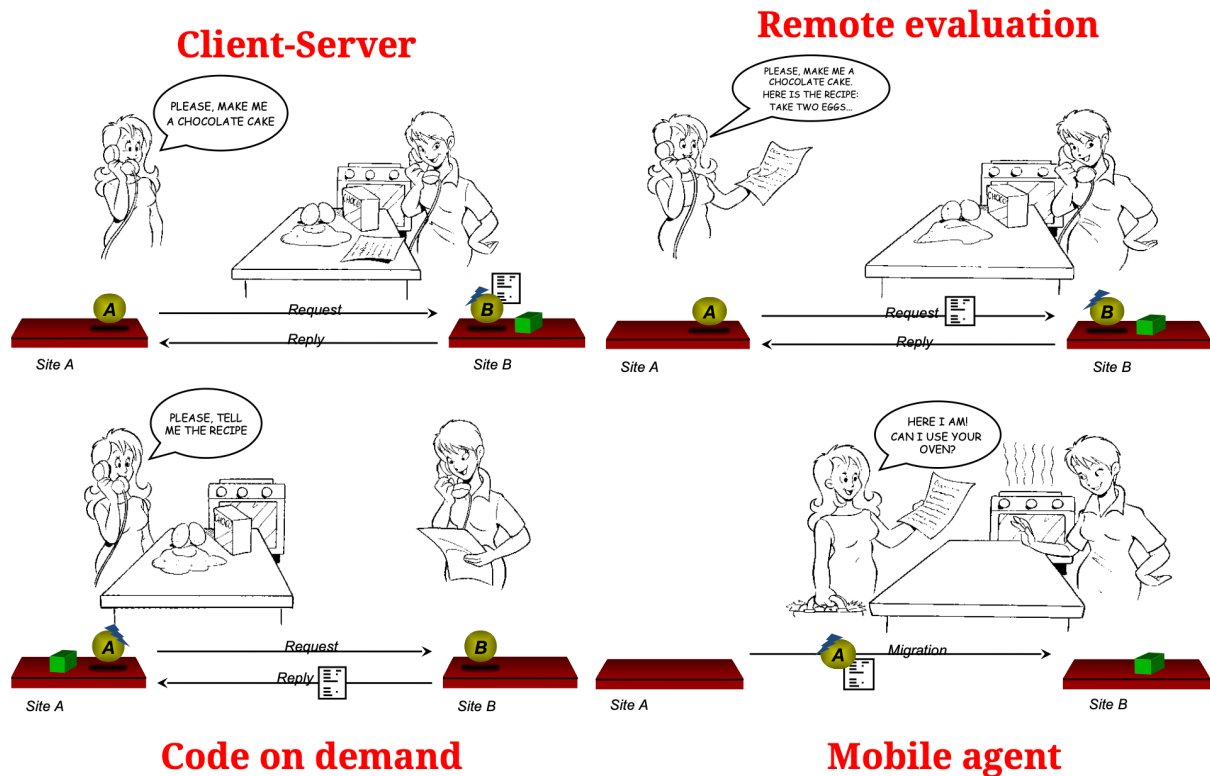 Client-Server
PLEASE, MAKE ME
A CHOCOLATE CAKE
A
Request
Reply
B
Site A
Site B
Remote evaluation
PLEASE, MAKE ME A
CHOCOLATE CAKE.
HERE IS THE RECIPE:
TAKE TWO EGGS...
A
Request
Reply
B
Site A
Site B
PLEASE, TELL
ME THE RECIPE
A
Request
Reply
B
Site A
Site B
Code on demand
HERE I AM!
CAN I USE YOUR
OVEN?
A
Migration
Site A
Site B
Mobile agent